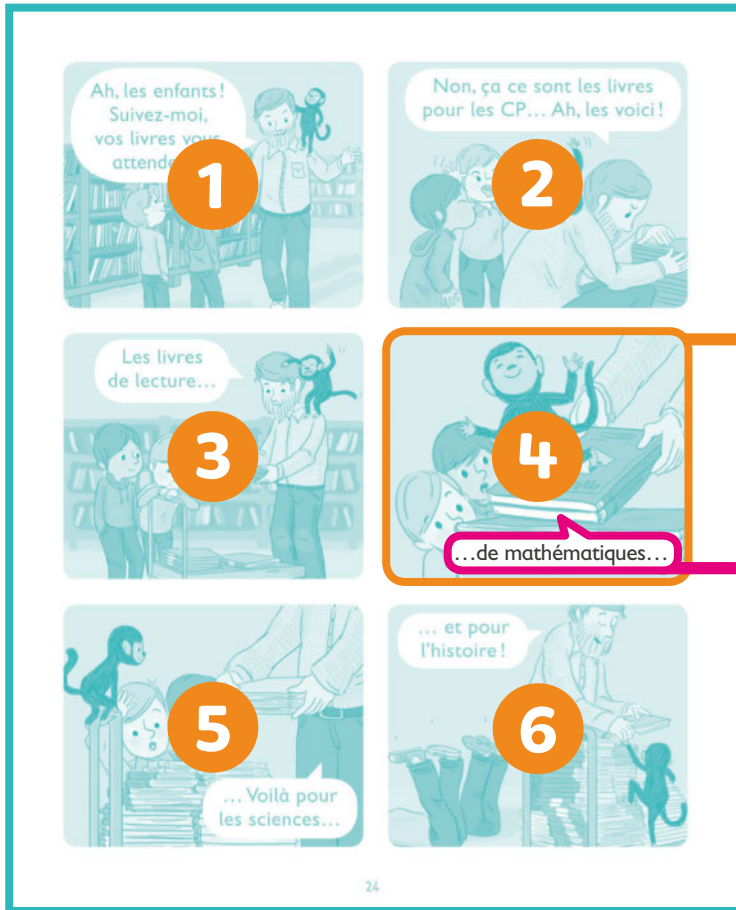 Ah, les enfants !
Suivez-moi,
vos livres vous
attende
1
Non, ça ce sont les livres
pour les CP... Ah, les voici !
2
Les livres
de lecture...
3
4
...de mathématiques...
5
... Voilà pour
les sciences...
... et pour
l'histoire !
6
24